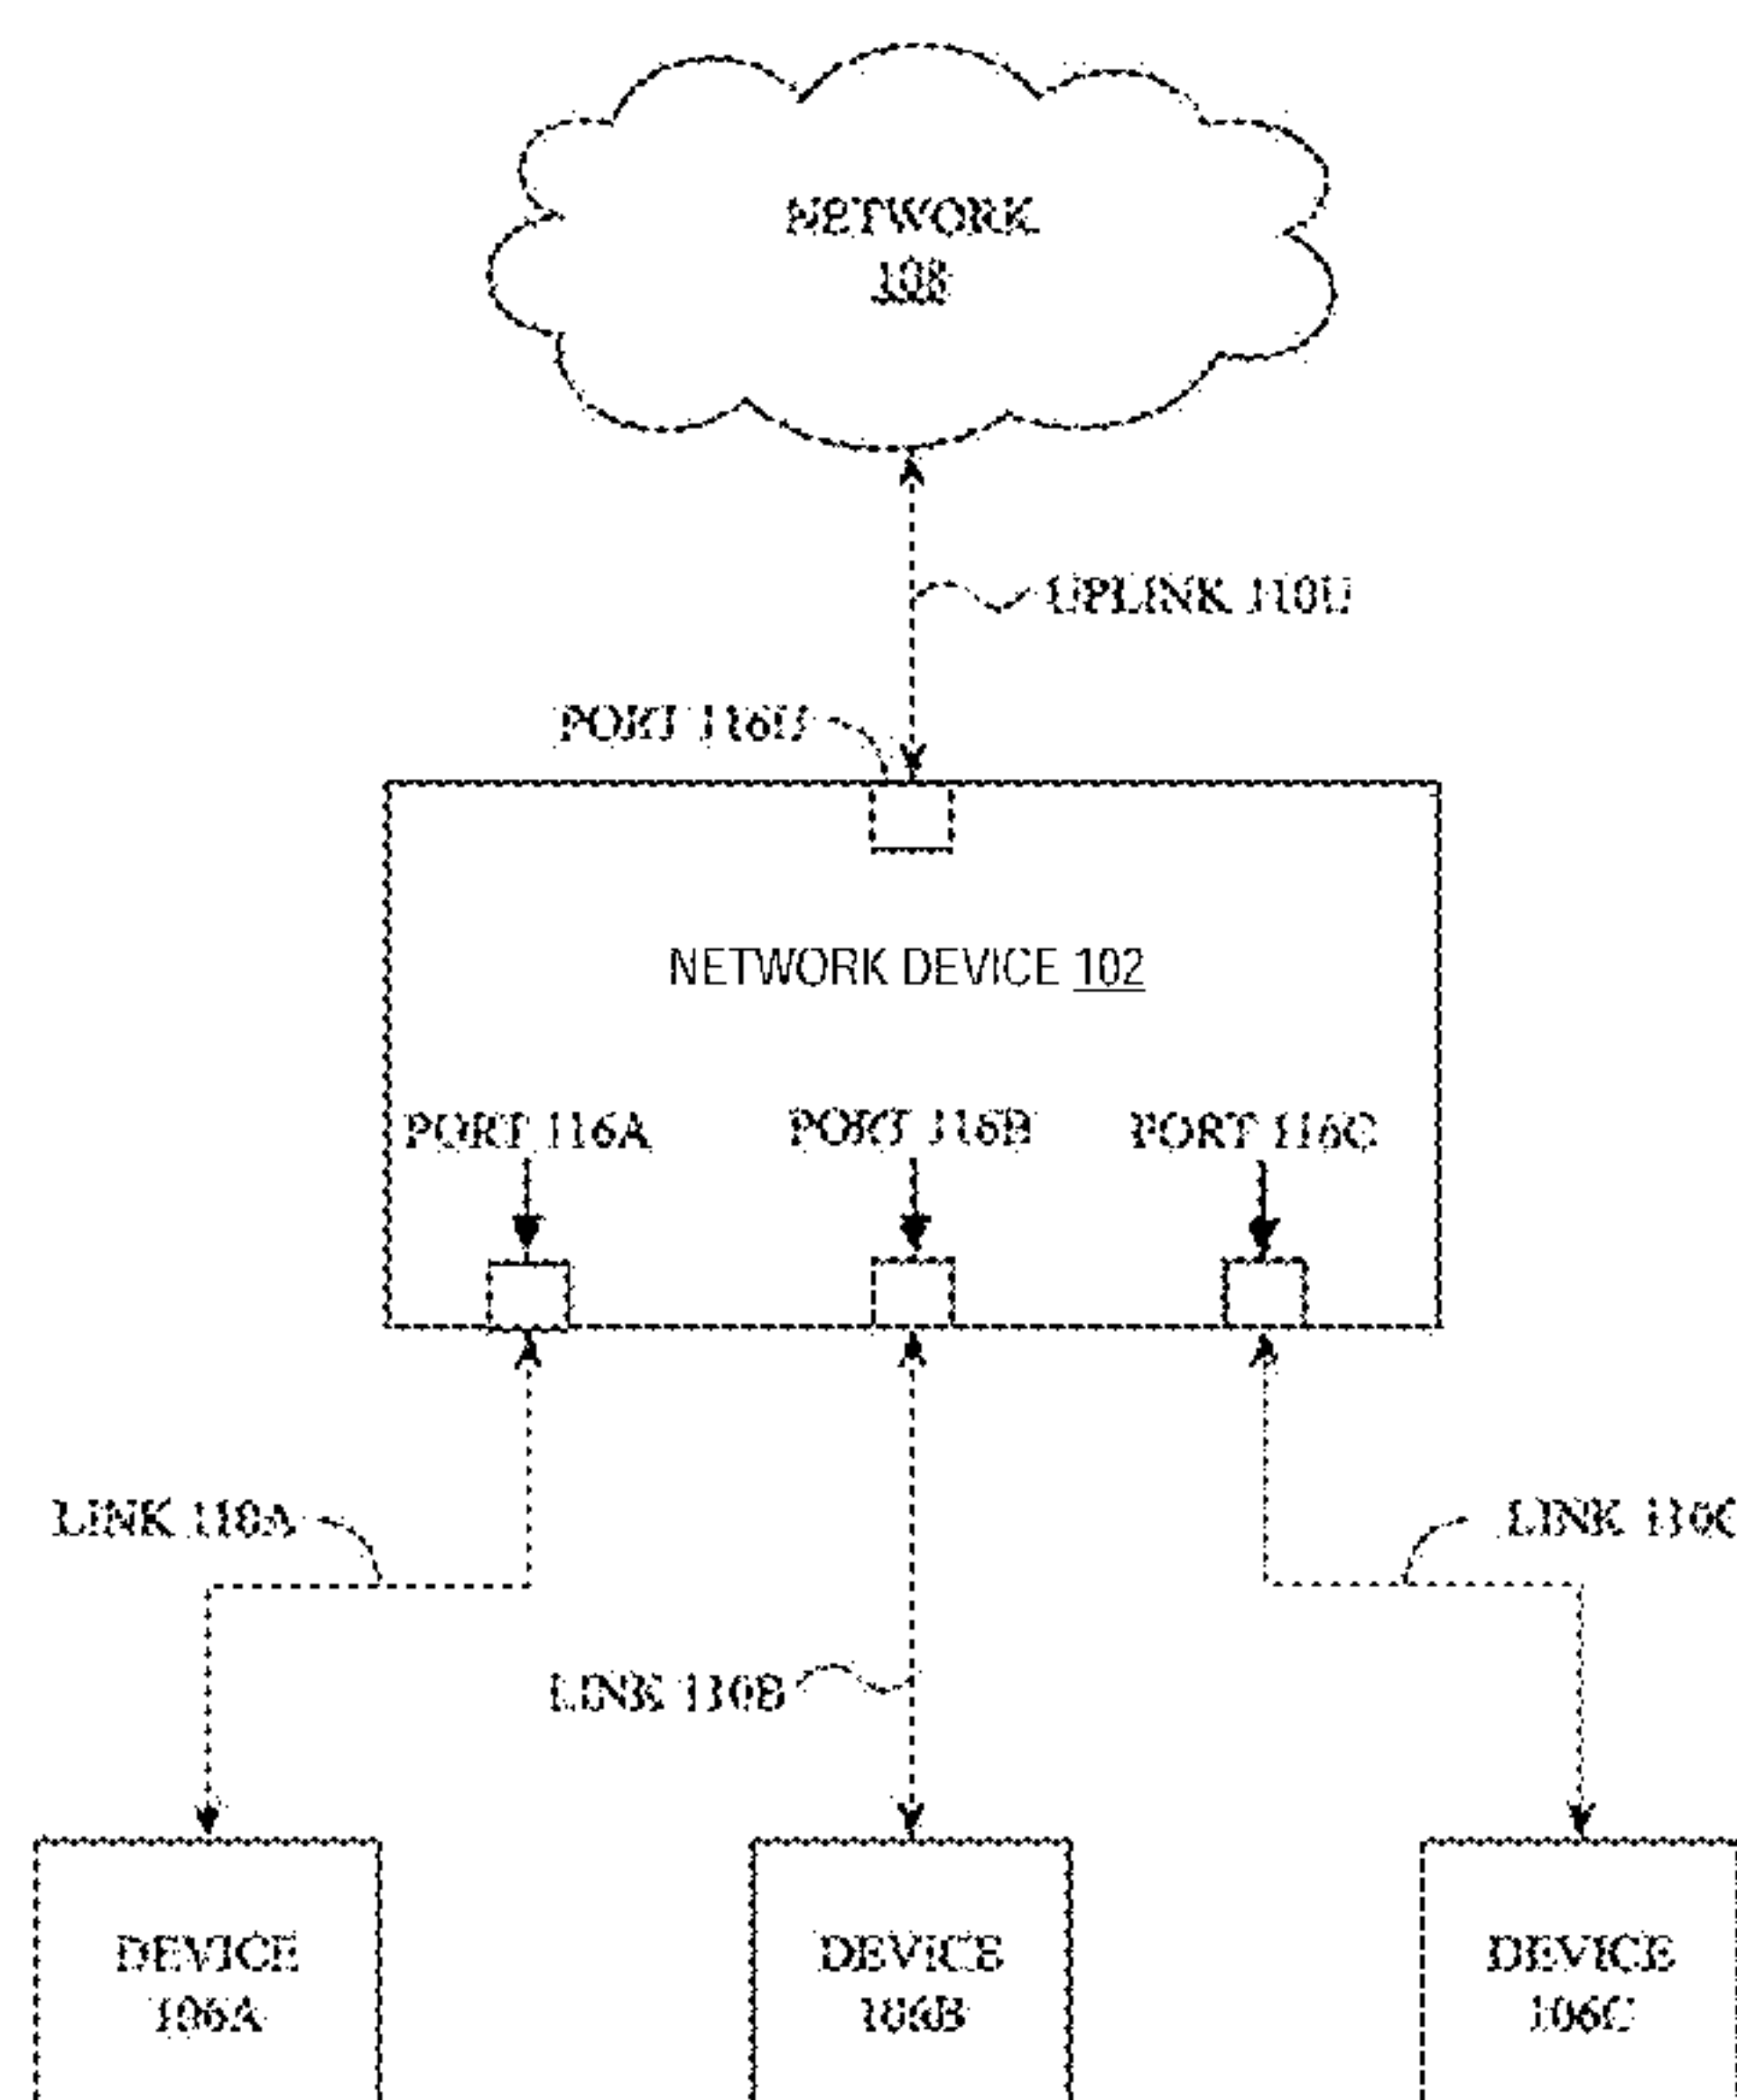 NETWORK
108
UPLINK 110U
PORT 116U
NETWORK DEVICE 102
PORT 116A
PORT 116B
PORT 116C
LINK 110A
LINK 110C
LINK 110B
DEVICE
106A
DEVICE
106B
DEVICE
106C